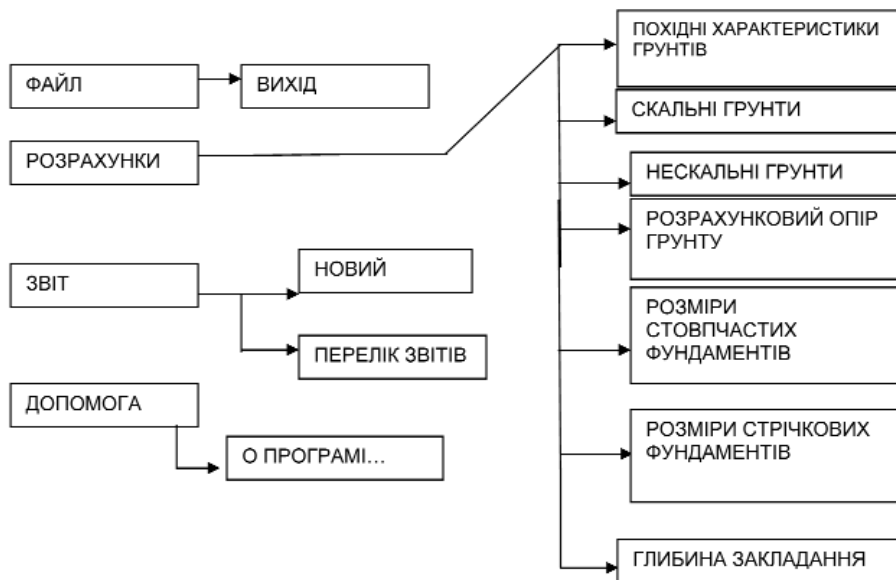 ФАЙЛ
ВИХІД
РОЗРАХУНКИ
ЗВІТ
НОВИЙ
ПЕРЕЛІК ЗВІТІВ
ДОПОМОГА
О ПРОГРАМІ...
ПОХІДНІ ХАРАКТЕРИСТИКИ
ГРУНТІВ
СКАЛЬНІ ГРУНТИ
НЕСКАЛЬНІ ГРУНТИ
РОЗРАХУНКОВИЙ ОПІР
ГРУНТУ
РОЗМІРИ
СТОВПЧАСТИХ
ФУНДАМЕНТІВ
РОЗМІРИ СТРІЧКОВИХ
ФУНДАМЕНТІВ
ГЛИБИНА ЗАКЛАДАННЯ